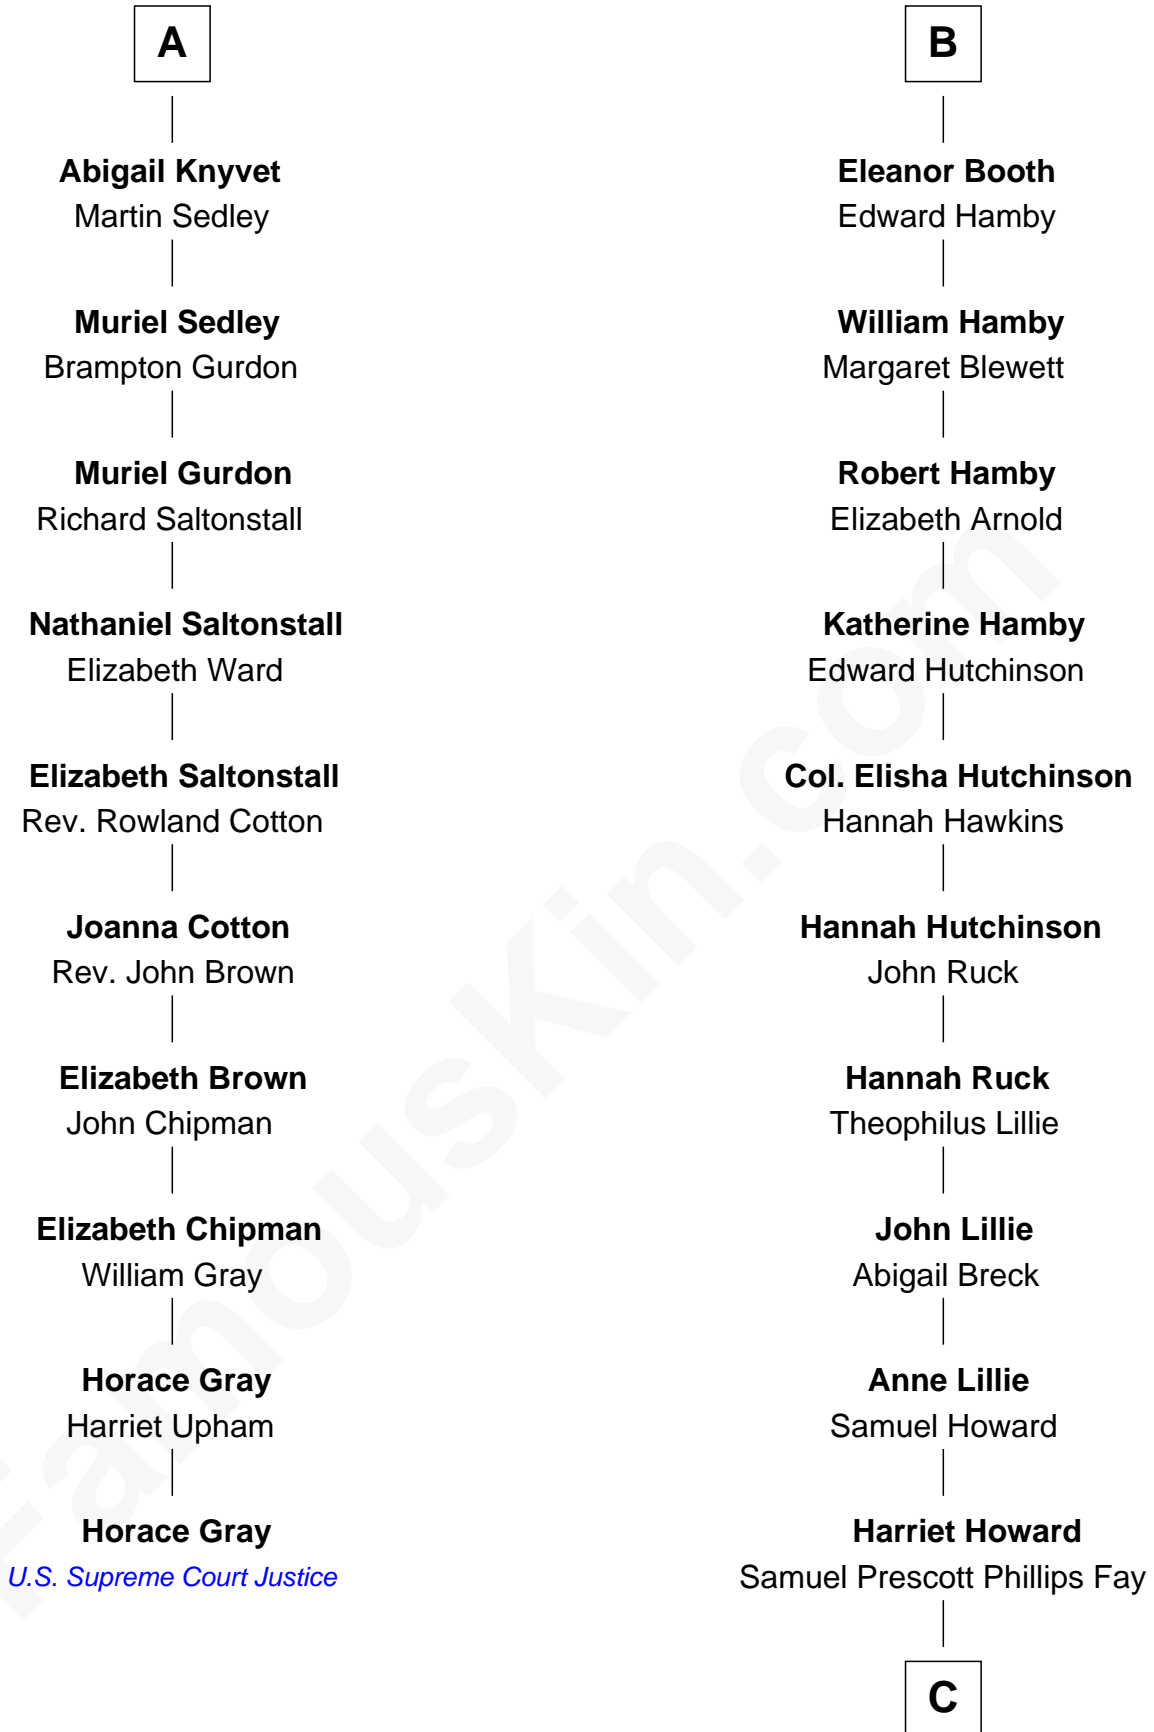 A
Abigail Knyvet
Martin Sedley
Muriel Sedley
Brampton Gurdon
Muriel Gurdon
Richard Saltonstall
Nathaniel Saltonstall
Elizabeth Ward
Elizabeth Saltonstall
Rev. Rowland Cotton
Joanna Cotton
Rev. John Brown
Elizabeth Brown
John Chipman
Elizabeth Chipman
William Gray
Horace Gray
Harriet Upham
Horace Gray
U.S. Supreme Court Justice
B
Eleanor Booth
Edward Hamby
William Hamby
Margaret Blewett
Robert Hamby
Elizabeth Arnold
Katherine Hamby
Edward Hutchinson
Col. Elisha Hutchinson
Hannah Hawkins
Hannah Hutchinson
John Ruck
Hannah Ruck
Theophilus Lillie
John Lillie
Abigail Breck
Anne Lillie
Samuel Howard
Harriet Howard
Samuel Prescott Phillips Fay
C
FamousKin.com